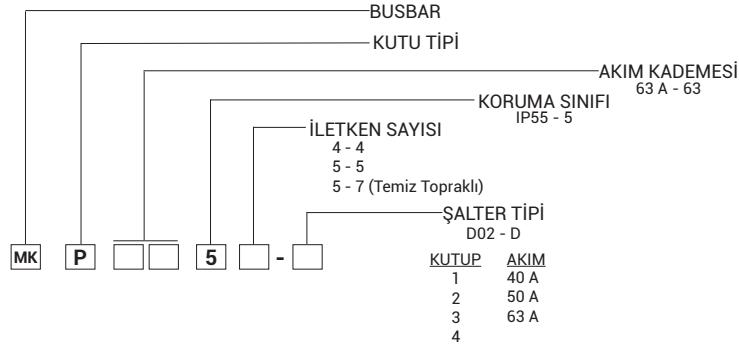 BUSBAR
KUTU TİPİ
AKIM KADEMESİ
63 A - 63
KORUMA SINIFI
IP55 - 5
İLETKEN SAYISI
4 - 4
5 - 5
5 - 7 (Temiz Topraklı)
ŞALTER TİPİ
D02 - D
MK P 5 -
KUTUP AKIM
1 40 A
2 50 A
3 63 A
4